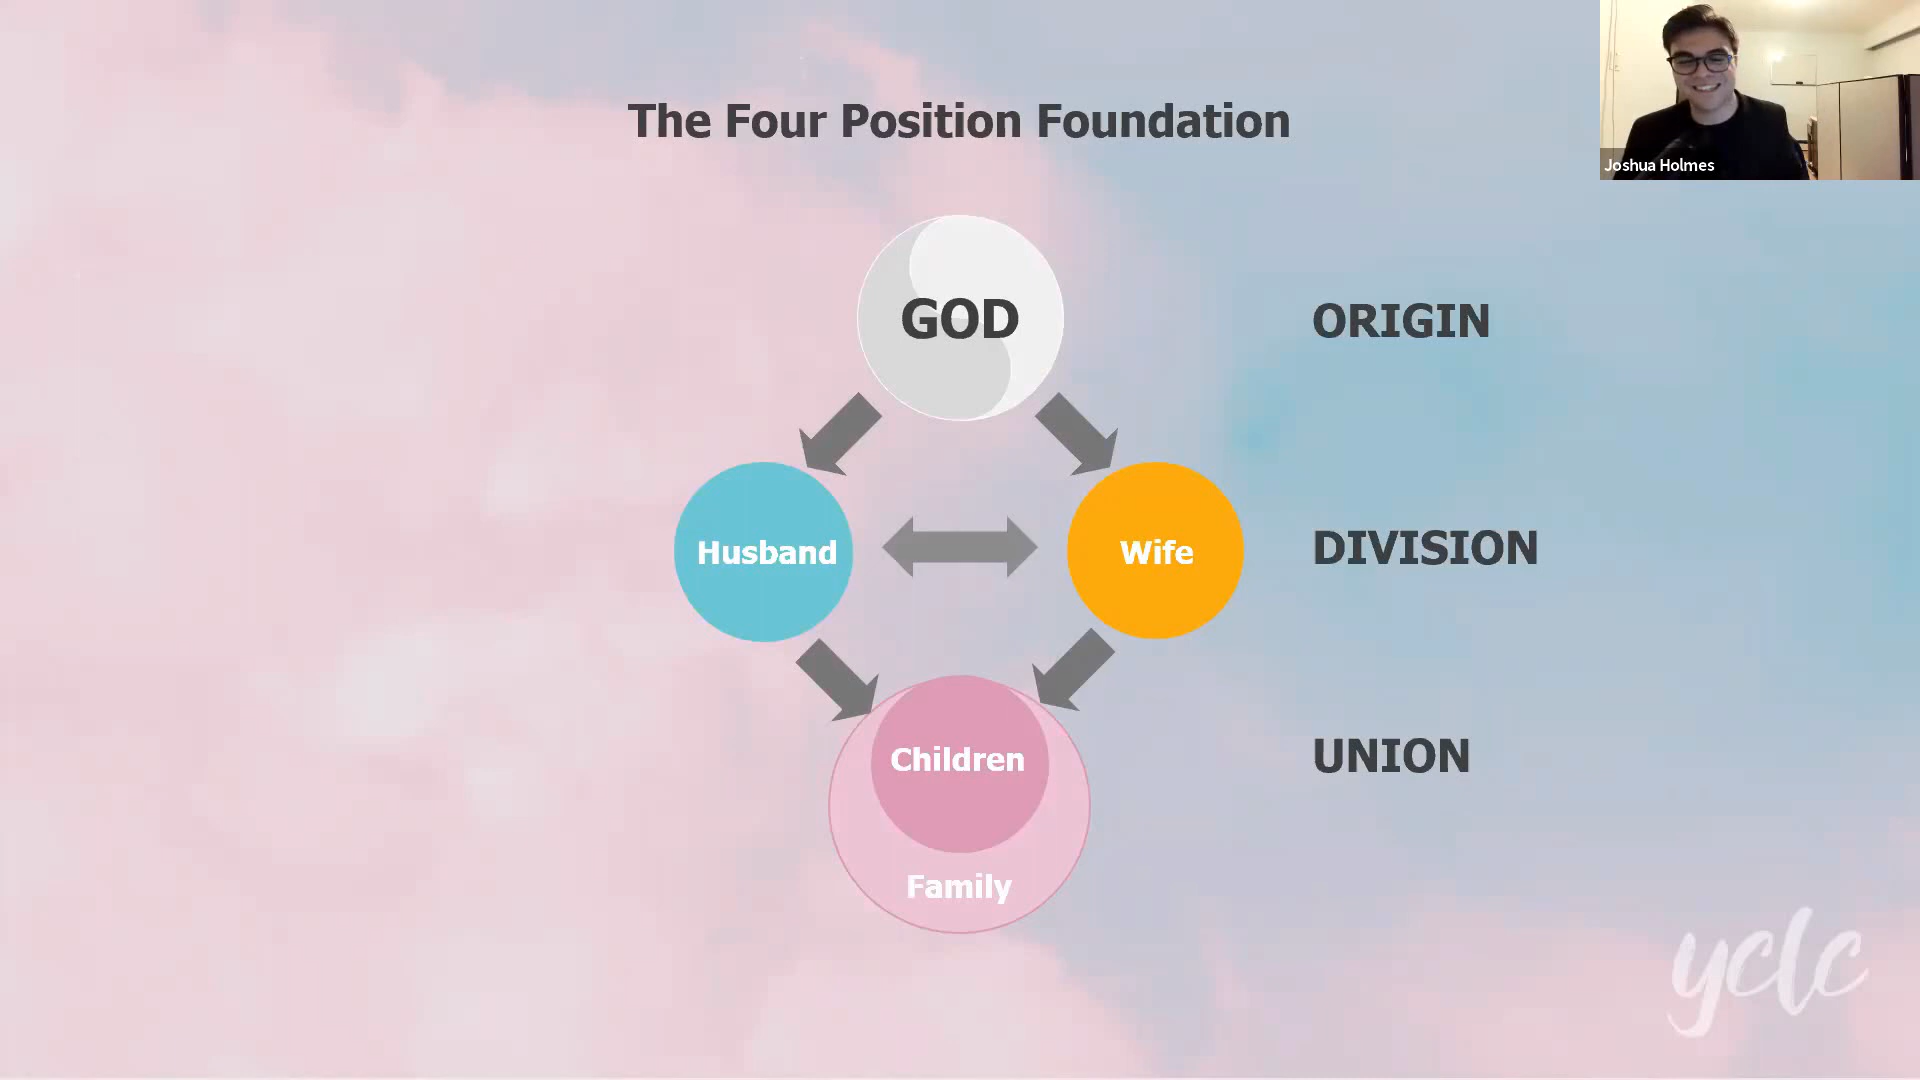 The Four Position Foundation
Joshua Holmes
GOD
ORIGIN
Husband
Wife
DIVISION
Children
UNION
Family
yclc